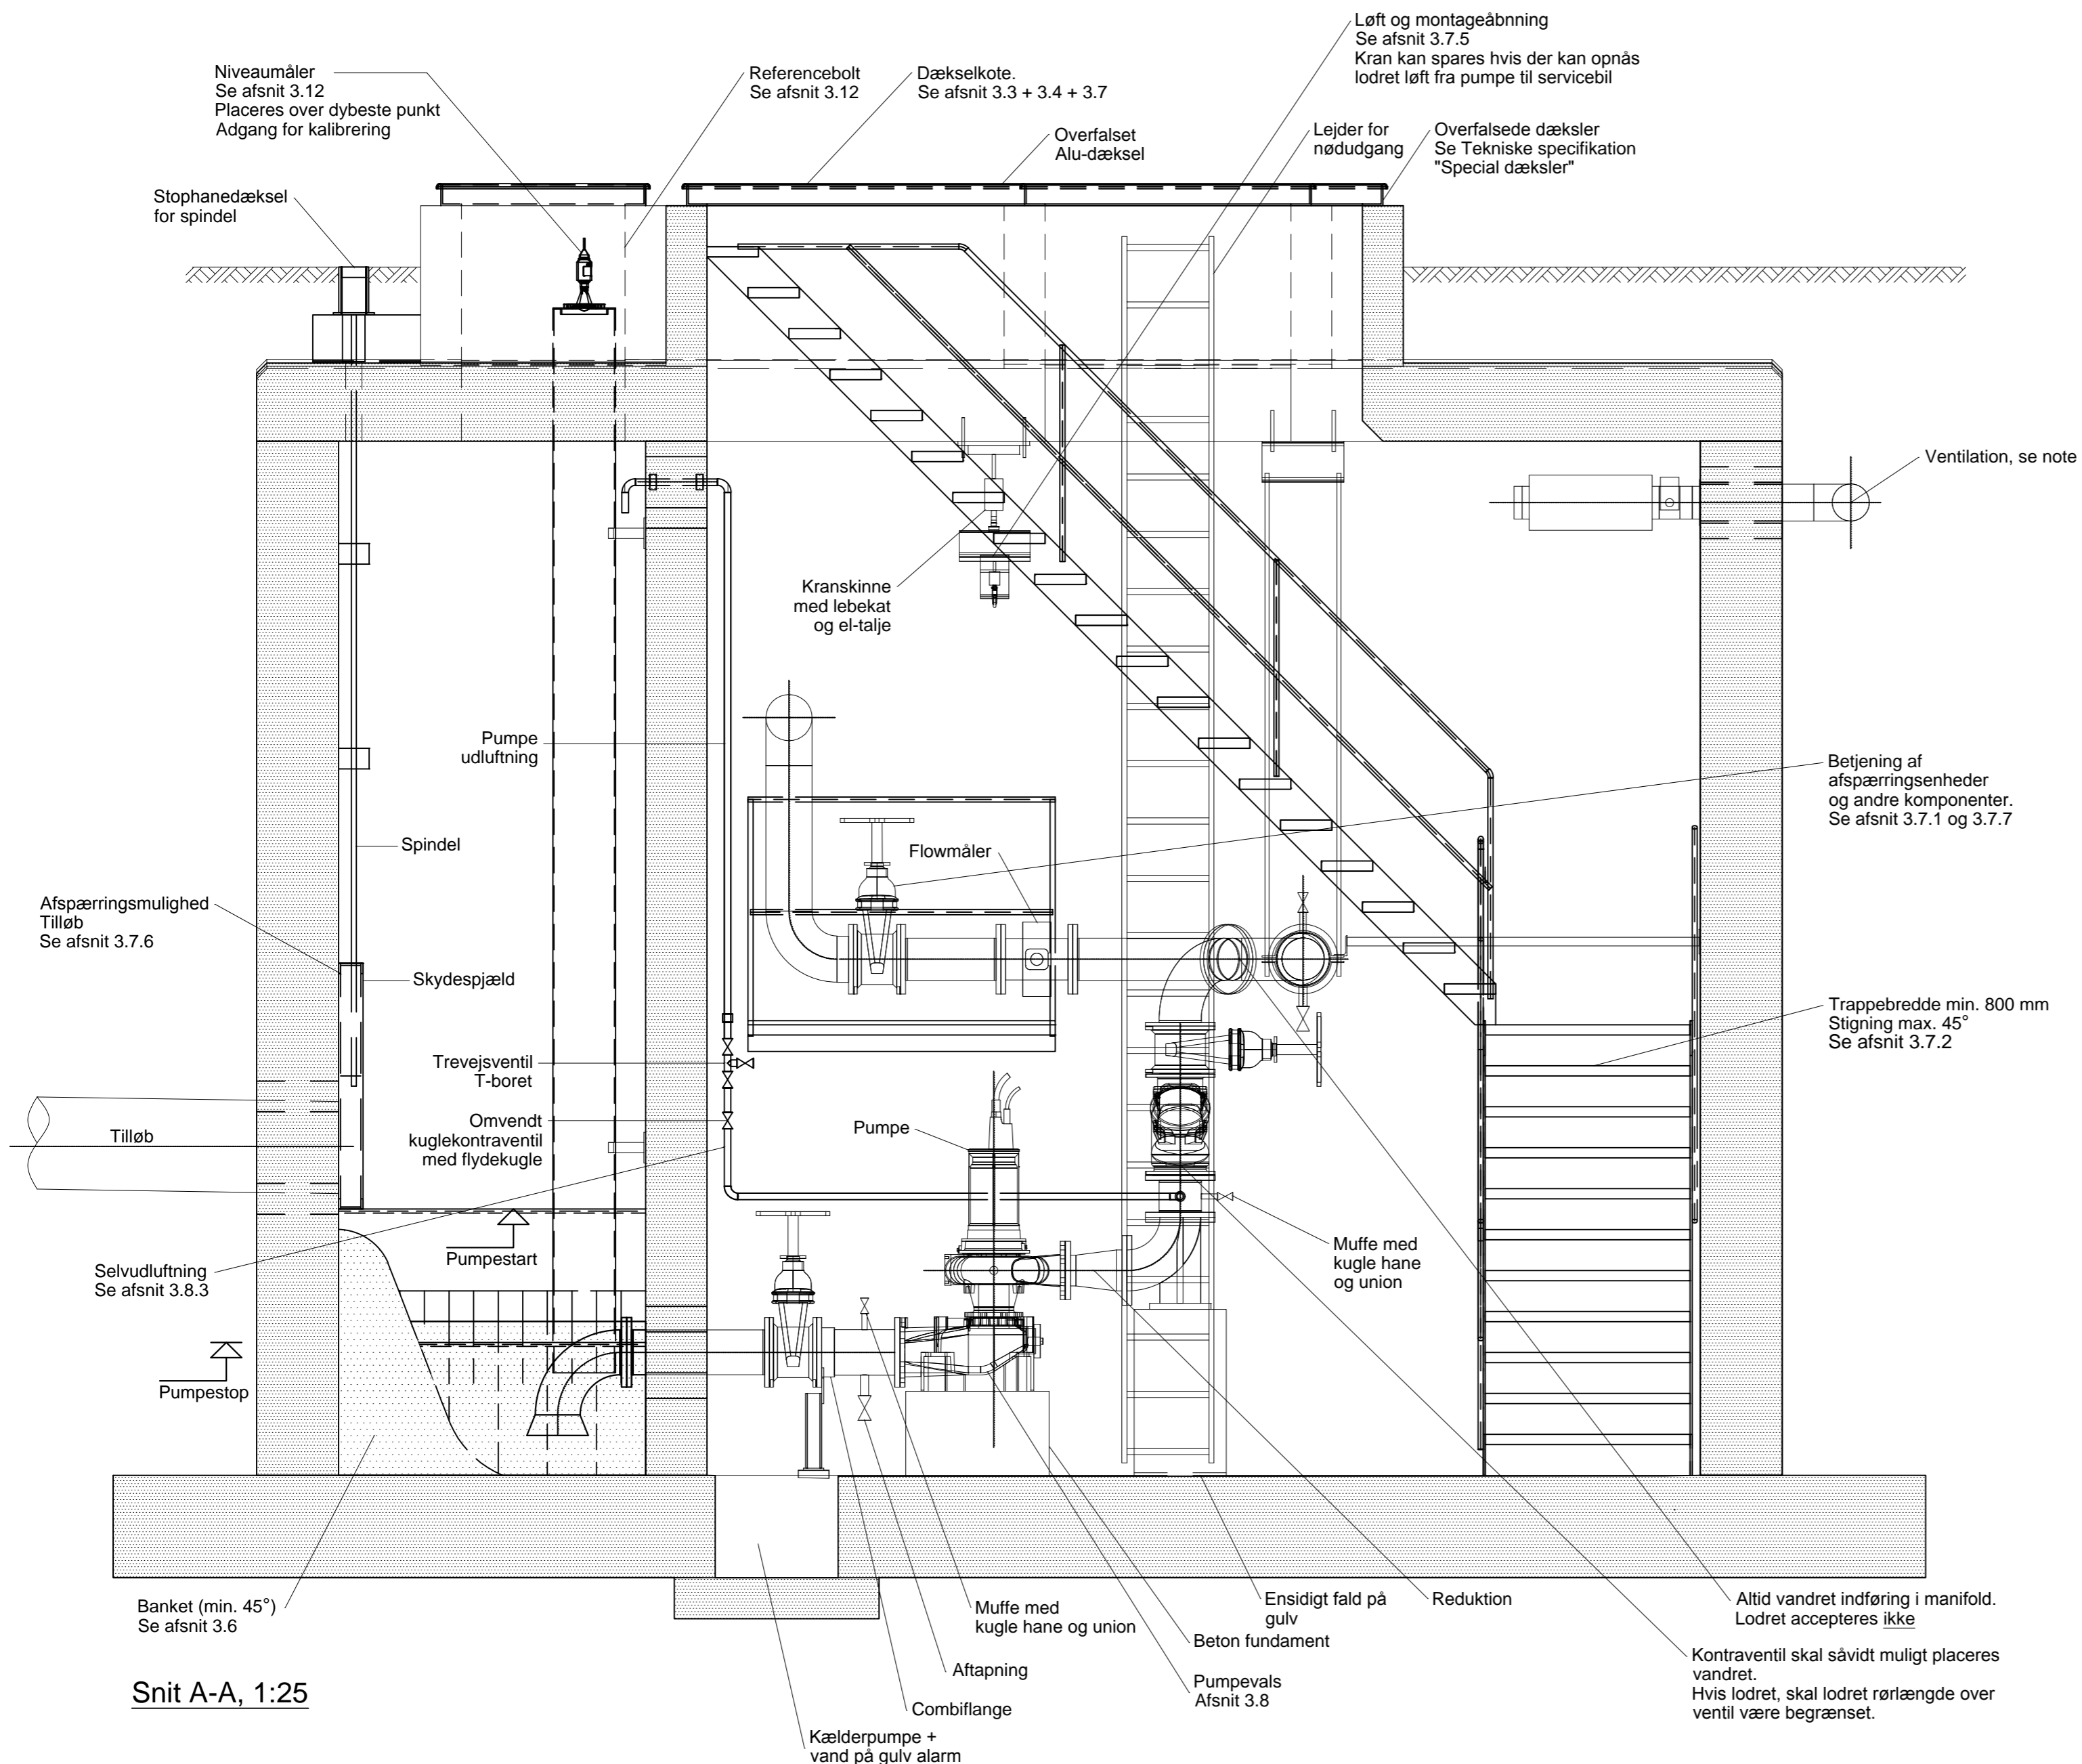 Løft og montageåbnning
Se afsnit 3.7.5
Kran kan spares hvis der kan opnås
lodret løft fra pumpe til servicebil
Niveaumåler
Se afsnit 3.12
Placeres over dybeste punkt
Adgang for kalibrering
Referencebolt
Se afsnit 3.12
Dækselkote.
Se afsnit 3.3 + 3.4 + 3.7
Overfalset
Alu-dæksel
Lejder for
nødudgang
Overfalsede dæksler
Se Tekniske specifikation
"Special dæksler"
Stophanedæksel
for spindel
Ventilation, se note
Kranskinne
med lebekat
og el-talje
Pumpe
udluftning
Betjening af
afspærringsenheder
og andre komponenter.
Se afsnit 3.7.1 og 3.7.7
Spindel
Flowmåler
Afspærringsmulighed
Tilløb
Se afsnit 3.7.6
Skydespjæld
Trappebredde min. 800 mm
Stigning max. 45°
Se afsnit 3.7.2
Trevejsventil
T-boret
Omvendt
kuglekontraventil
med flydekugle
Pumpe
Tilløb
Pumpestart
Muffe med
kugle hane
og union
Selvudluftning
Se afsnit 3.8.3
Pumpestop
Banket (min. 45°)
Se afsnit 3.6
Muffe med
kugle hane og union
Ensidigt fald på
gulv
Reduktion
Altid vandret indføring i manifold.
Lodret accepteres ikke
Beton fundament
Aftapning
Pumpevals
Afsnit 3.8
Kontraventil skal såvidt muligt placeres
vandret.
Hvis lodret, skal lodret rørlængde over
ventil være begrænset.
Combiflange
Kælderpumpe +
vand på gulv alarm
Snit A-A, 1:25